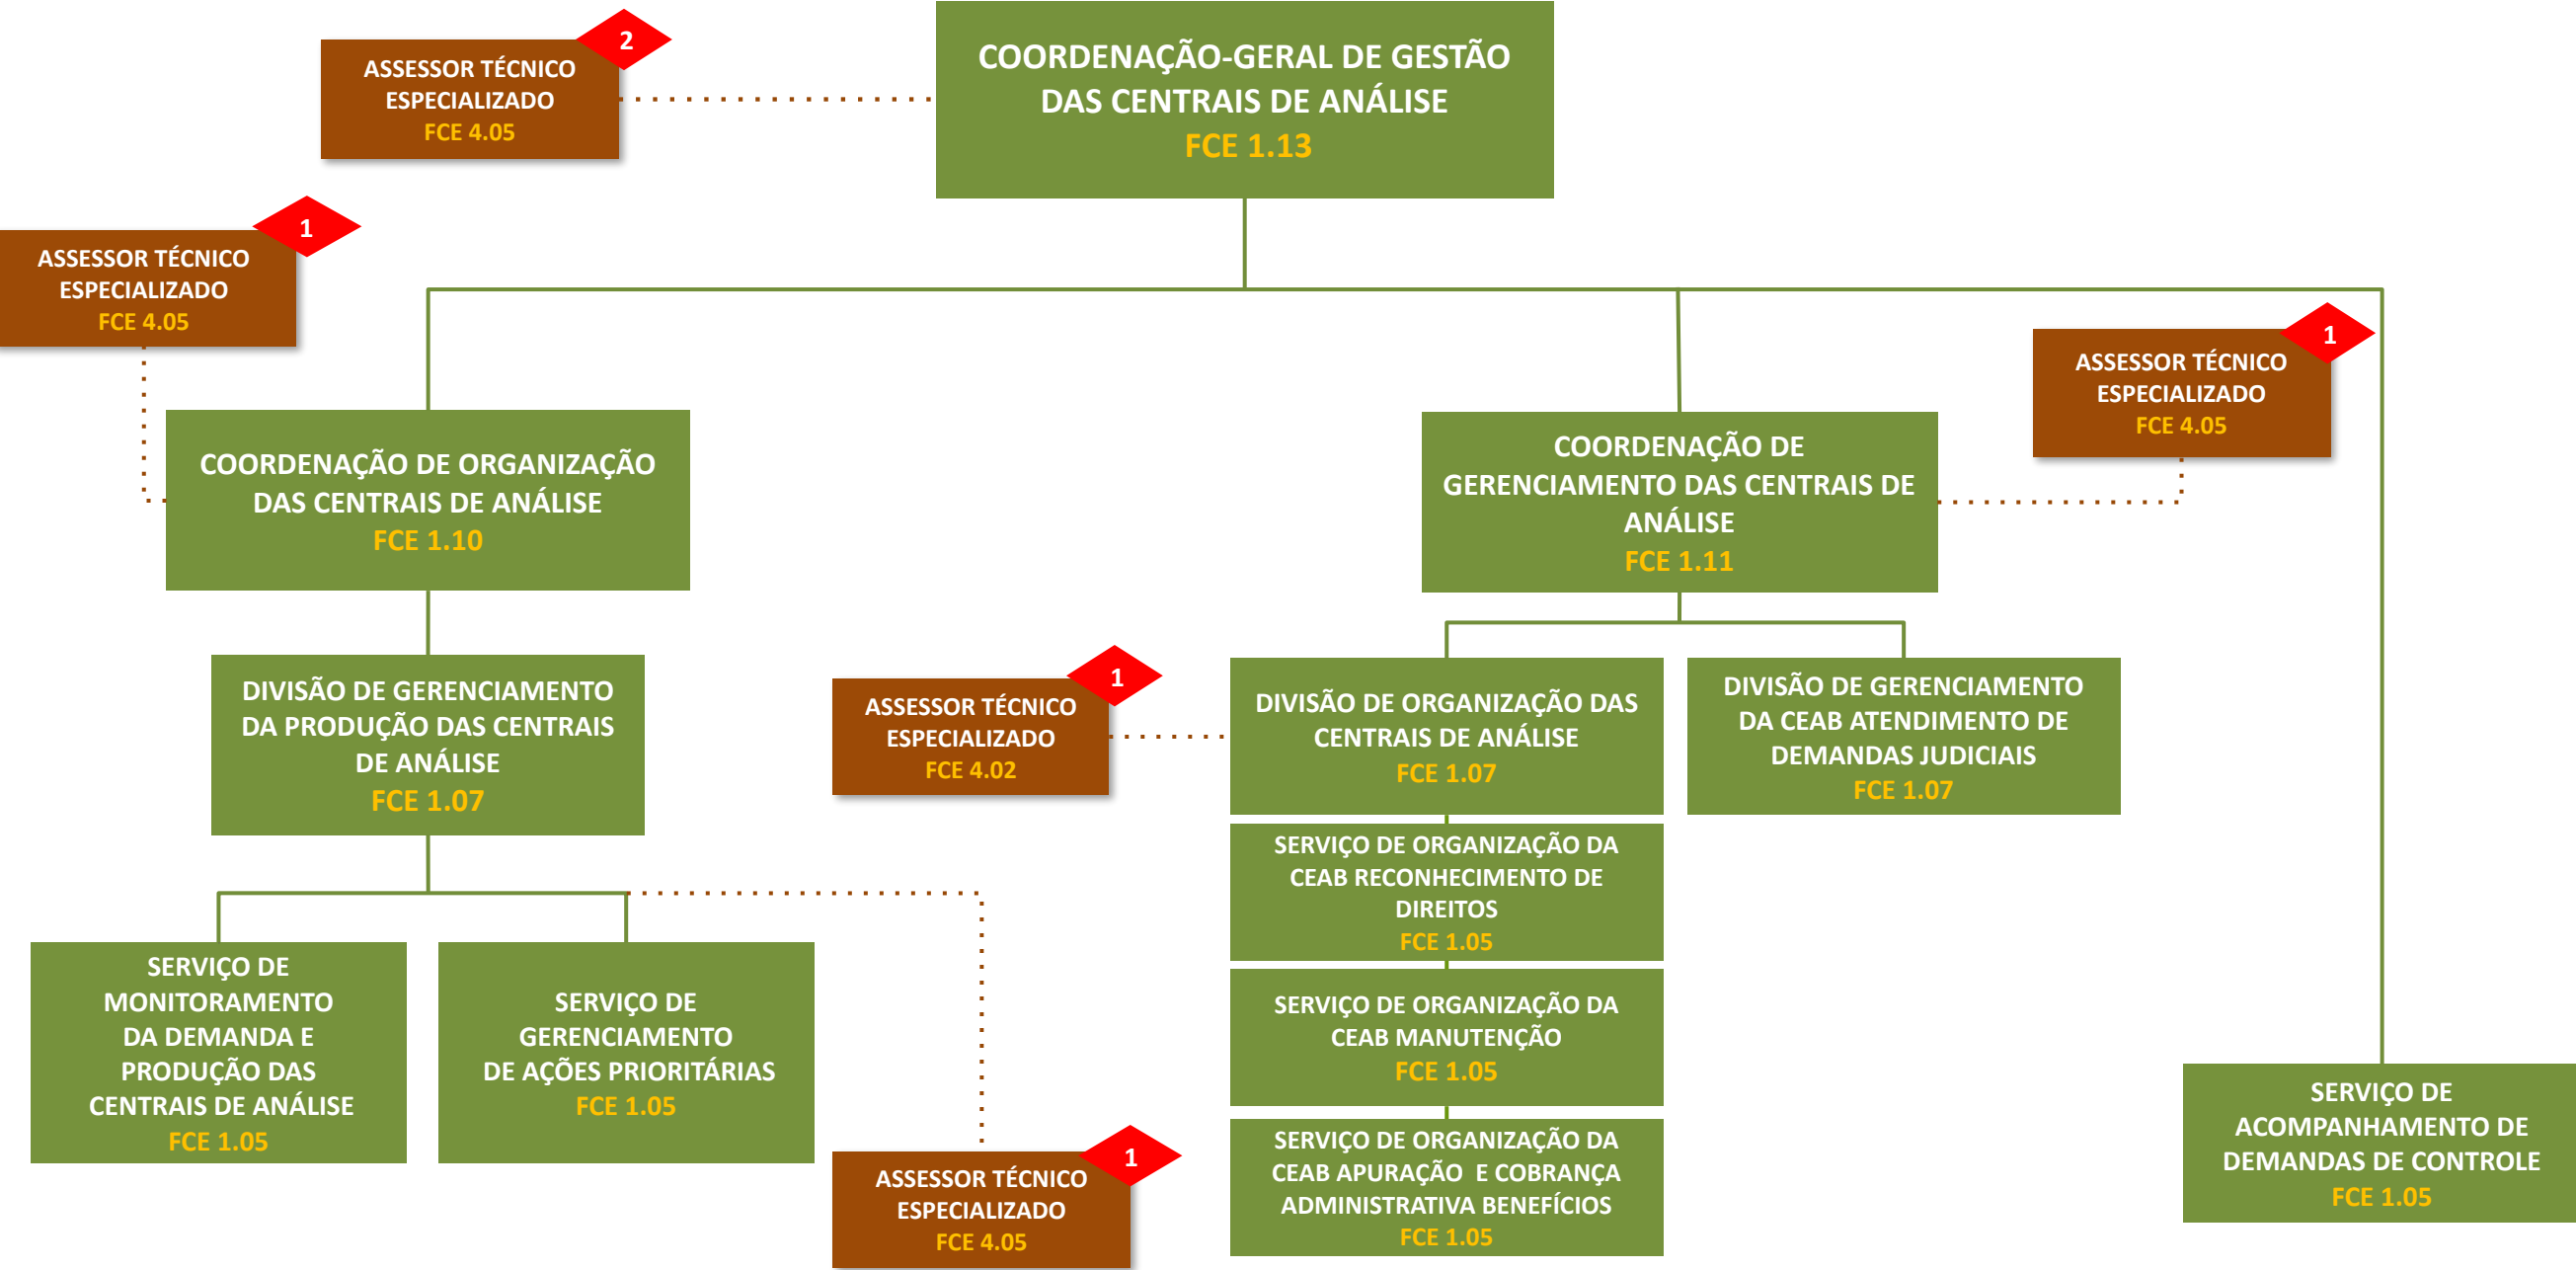 2
ASSESSOR TÉCNICO
ESPECIALIZADO
FCE 4.05
COORDENAÇÃO-GERAL DE GESTÃO
DAS CENTRAIS DE ANÁLISE
FCE 1.13
1
ASSESSOR TÉCNICO
ESPECIALIZADO
FCE 4.05
1
ASSESSOR TÉCNICO
ESPECIALIZADO
FCE 4.05
COORDENAÇÃO DE ORGANIZAÇÃO
DAS CENTRAIS DE ANÁLISE
FCE 1.10
COORDENAÇÃO DE
GERENCIAMENTO DAS CENTRAIS DE
ANÁLISE
FCE 1.11
DIVISÃO DE GERENCIAMENTO
DA PRODUÇÃO DAS CENTRAIS
DE ANÁLISE
FCE 1.07
1
ASSESSOR TÉCNICO
ESPECIALIZADO
FCE 4.02
DIVISÃO DE ORGANIZAÇÃO DAS
CENTRAIS DE ANÁLISE
FCE 1.07
DIVISÃO DE GERENCIAMENTO
DA CEAB ATENDIMENTO DE
DEMANDAS JUDICIAIS
FCE 1.07
SERVIÇO DE ORGANIZAÇÃO DA
CEAB RECONHECIMENTO DE
DIREITOS
FCE 1.05
SERVIÇO DE
MONITORAMENTO
DA DEMANDA E
PRODUÇÃO DAS
CENTRAIS DE ANÁLISE
FCE 1.05
SERVIÇO DE
GERENCIAMENTO
DE AÇÕES PRIORITÁRIAS
FCE 1.05
SERVIÇO DE ORGANIZAÇÃO DA
CEAB MANUTENÇÃO
FCE 1.05
1
ASSESSOR TÉCNICO
ESPECIALIZADO
FCE 4.05
SERVIÇO DE ORGANIZAÇÃO DA
CEAB APURAÇÃO E COBRANÇA
ADMINISTRATIVA BENEFÍCIOS
FCE 1.05
SERVIÇO DE
ACOMPANHAMENTO DE
DEMANDAS DE CONTROLE
FCE 1.05